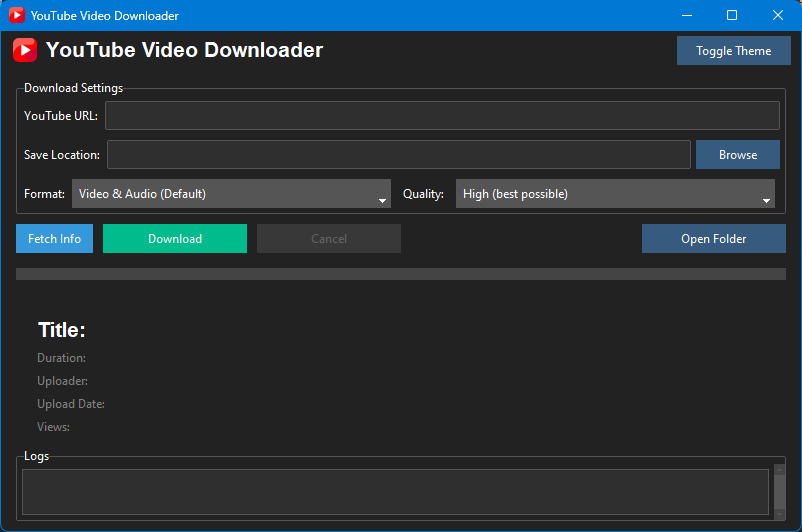 YouTube Video Downloader
YouTube Video Downloader
Toggle Theme
Download Settings
YouTube URL:
Save Location:
Browse
Format: Video & Audio (Default) Quality: High (best possible)
Fetch Info Download Cancel Open Folder
Title:
Duration:
Uploader:
Upload Date:
Views:
Logs